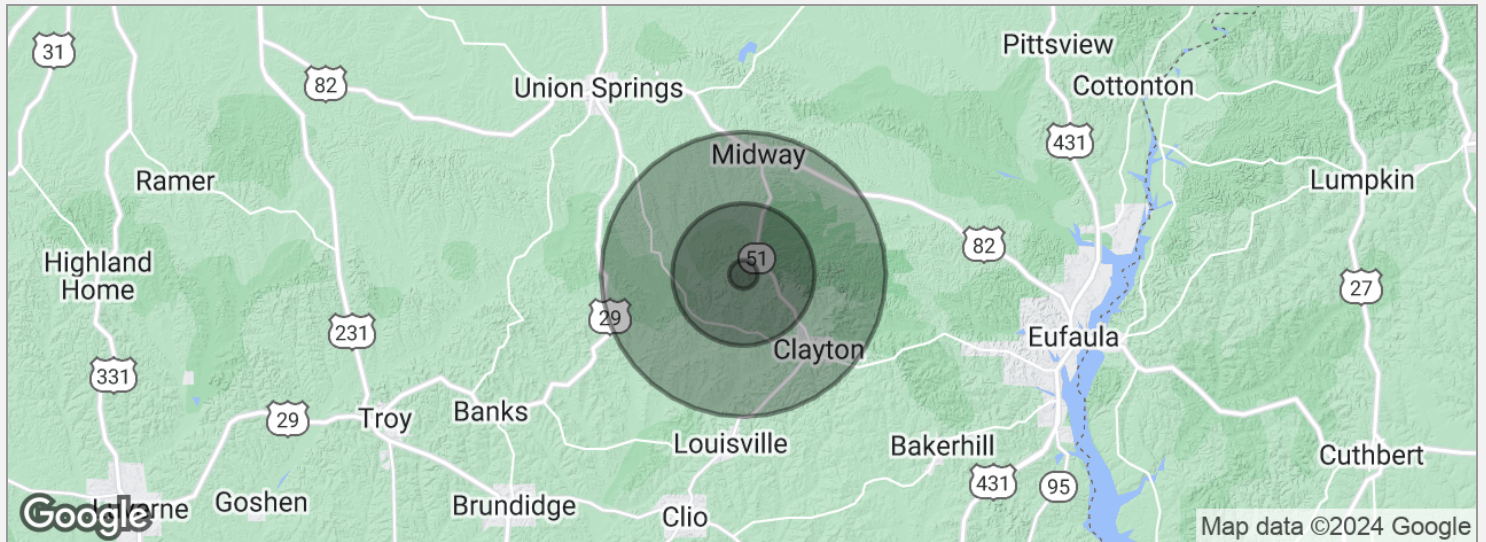 31
82
Union Springs
Pittsview
Cottonton
431
Midway
Ramer
Lumpkin
Highland
Home
51
82
27
231
29
Eufaula
331
Clayton
29
Troy
Banks
Louisville
Bakerhill
Cuthbert
431
95
Goshen
Brundidge
Clio
Google
Map data ©2024 Google